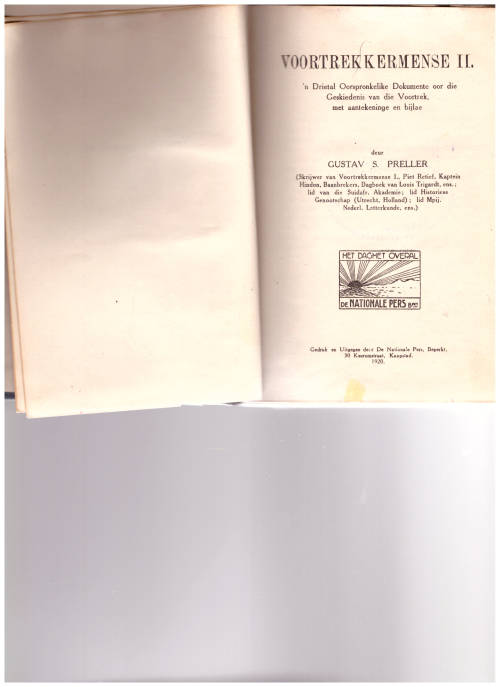 VOORTREKKERMENSE II.
'n Drietal Oorspronkelike Dokumente oor die
Geskiedenis van die Voortrek,
met aantekeninge en bijlae
deur
GUSTAV S. PRELLER
(Skrijwer van Voortrekkermense I., Piet Retief, Kaptein
Hindon, Baanbrekers, Dagboek van Louis Trigardt, ens.;
lid van die Suidafr. Akademie; lid Historiese
Genootschap (Utrecht, Holland); lid Mpij.
Nederl. Letterkunde, ens.)
HET DAGHET OVERAL
DE NATIONALE PERS BPKT
Gedruk en Uitgegee deur De Nationale Pers, Beperkt,
30 Keeromstraat, Kaapstad.
1920.